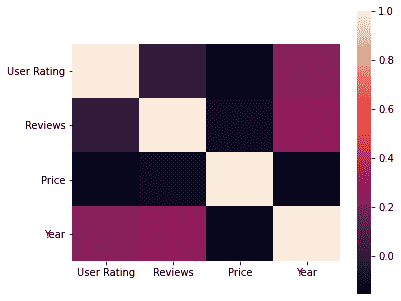 User Rating
Reviews
Price
Year
User Rating Reviews Price Year
1.0
0.8
0.6
0.4
0.2
0.0